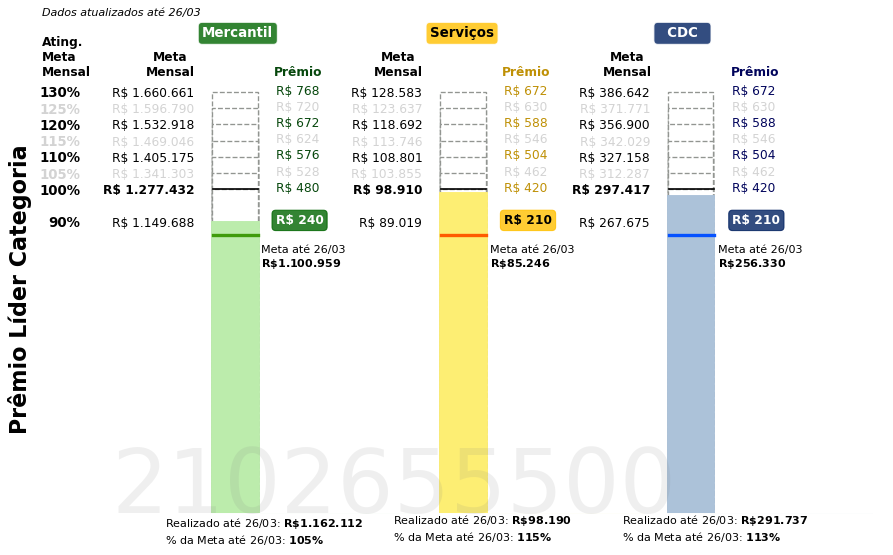 Dados atualizados até 26/03
Mercantil Serviços CDC
Ating. Meta Mensal Meta Mensal Prêmio Meta Mensal Prêmio Meta Mensal Prêmio
130% R$ 1.660.661 R$ 768 R$ 128.583 R$ 672 R$ 386.642 R$ 672
125% R$ 1.596.790 R$ 720 R$ 123.637 R$ 630 R$ 371.771 R$ 630
120% R$ 1.532.918 R$ 672 R$ 118.692 R$ 588 R$ 356.900 R$ 588
115% R$ 1.469.046 R$ 624 R$ 113.746 R$ 546 R$ 342.029 R$ 546
110% R$ 1.405.175 R$ 576 R$ 108.801 R$ 504 R$ 327.158 R$ 504
105% R$ 1.341.303 R$ 528 R$ 103.855 R$ 462 R$ 312.287 R$ 462
100% R$ 1.277.432 R$ 480 R$ 98.910 R$ 420 R$ 297.417 R$ 420
90% R$ 1.149.688 R$ 240 R$ 89.019 R$ 210 R$ 267.675 R$ 210
Meta até 26/03 Meta até 26/03 Meta até 26/03
R$1.100.959 R$85.246 R$256.330
Prêmio Líder Categoria
2102655500
Realizado até 26/03: R$1.162.112 Realizado até 26/03: R$98.190 Realizado até 26/03: R$291.737
% da Meta até 26/03: 105% % da Meta até 26/03: 115% % da Meta até 26/03: 113%